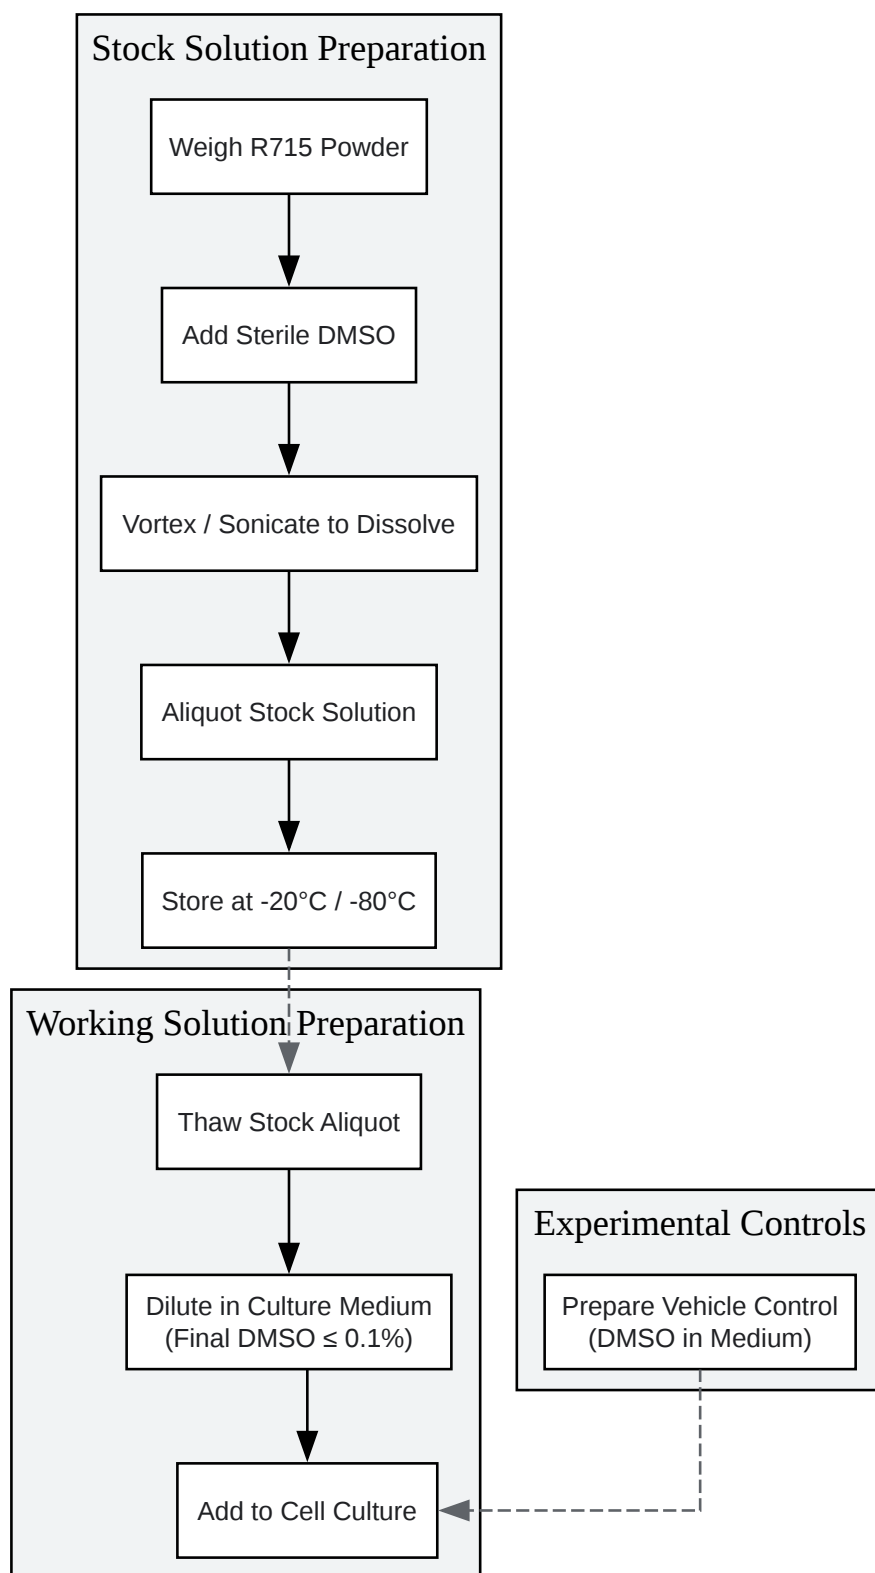 Stock Solution Preparation
Weigh R715 Powder
Add Sterile DMSO
Vortex / Sonicate to Dissolve
Aliquot Stock Solution
Store at -20°C / -80°C
Working Solution Preparation
Thaw Stock Aliquot
Dilute in Culture Medium
(Final DMSO ≤ 0.1%)
Add to Cell Culture
Experimental Controls
Prepare Vehicle Control
(DMSO in Medium)